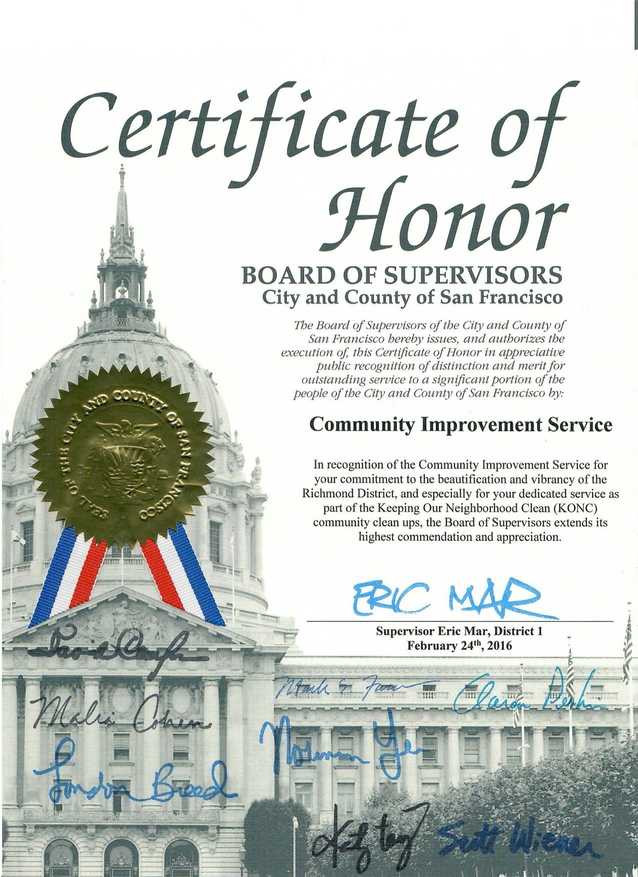 Certificate of
Honor
BOARD OF SUPERVISORS
City and County of San Francisco
The Board of Supervisors of the City and County of
San Francisco hereby issues, and authorizes the
execution of, this Certificate of Honor in appreciative
public recognition of distinction and merit for
outstanding service to a significant portion of the
people of the City and County of San Francisco by:
SEAL OF THE CITY AND COUNTY OF SAN FRANCISCO
Community Improvement Service
In recognition of the Community Improvement Service for
your commitment to the beautification and vibrancy of the
Richmond District, and especially for your dedicated service as
part of the Keeping Our Neighborhood Clean (KONC)
community clean ups, the Board of Supervisors extends its
highest commendation and appreciation.
ERIC MAR
Supervisor Eric Mar, District 1
February 24th, 2016
Mark
Aaron Peskin
Malia Cohen
Norman Yee
London Breed
Katy Tang
Scott Wiener